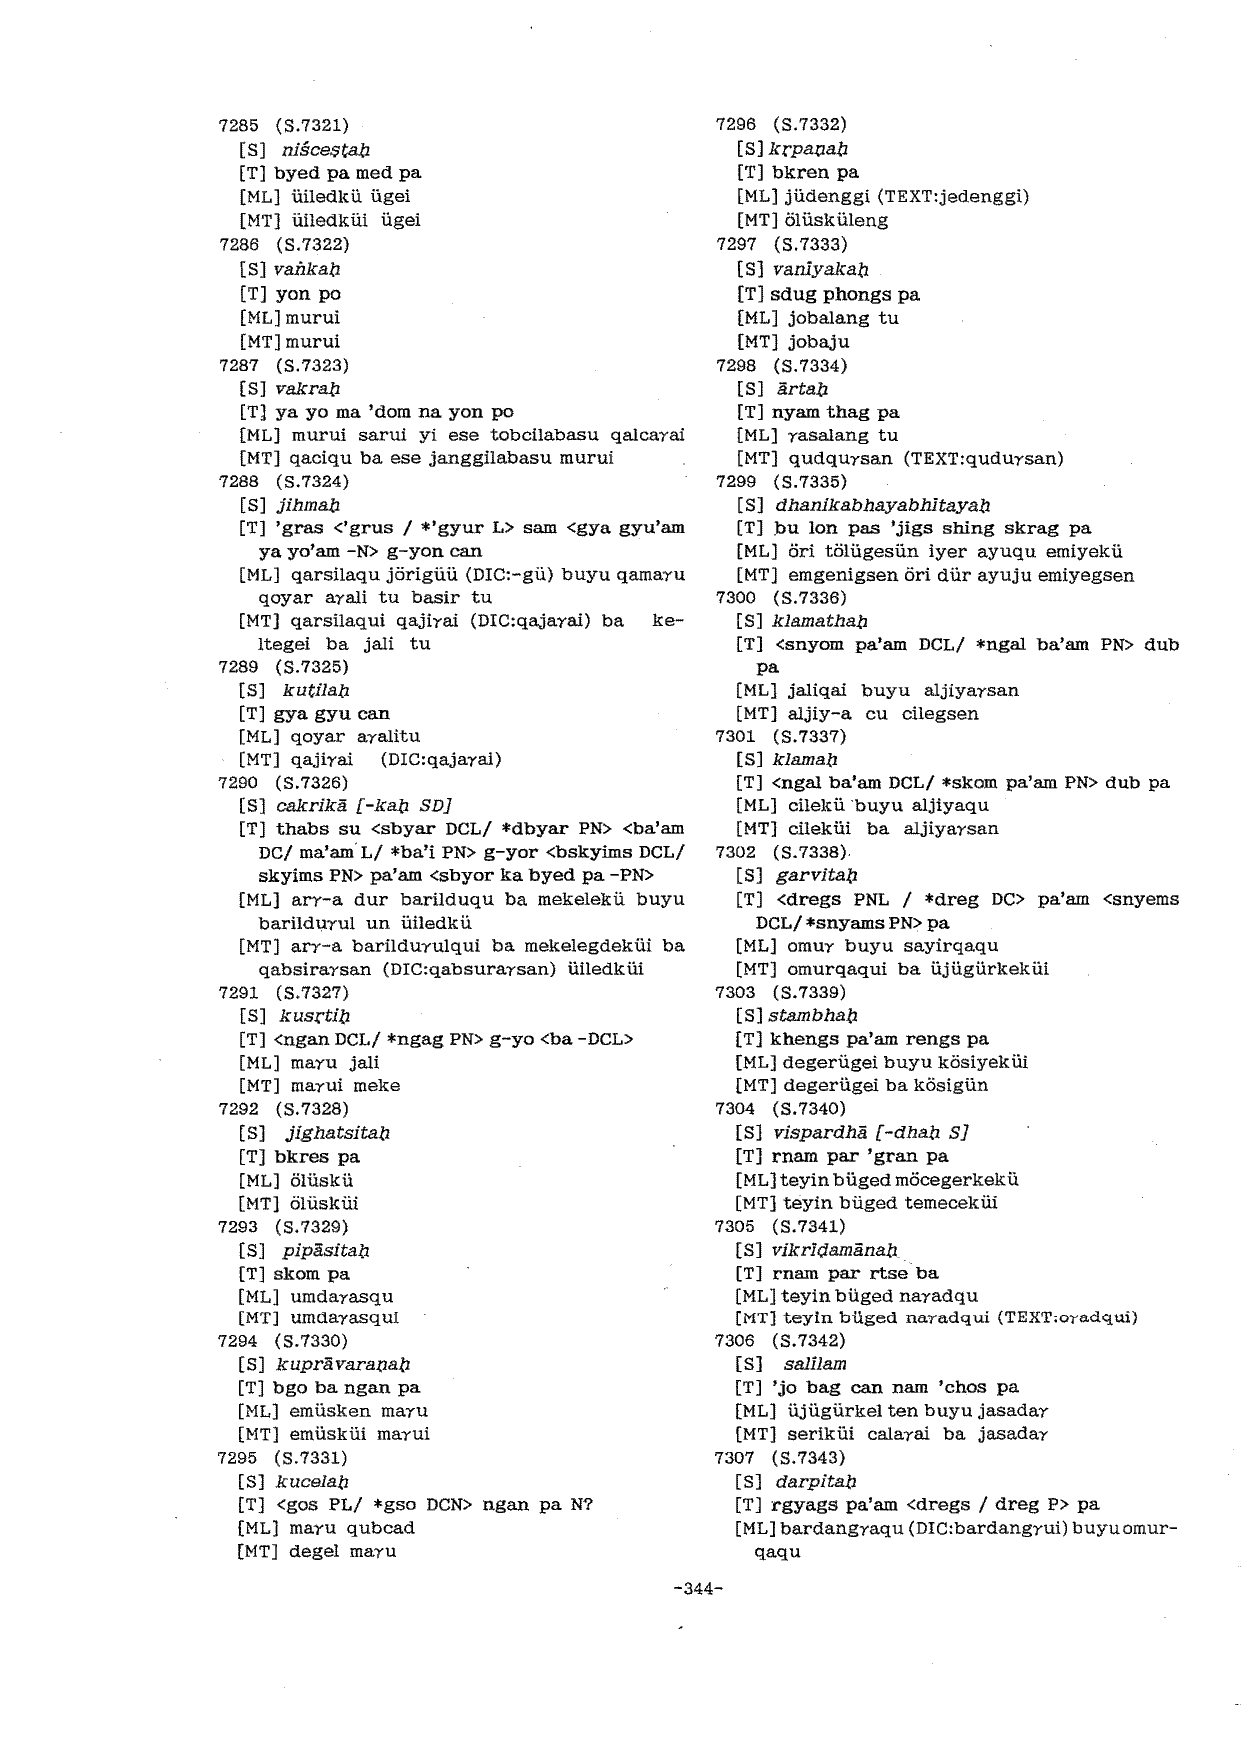 7285 (S.7321)
[S] niśceṣṭaḥ
[T] byed pa med pa
[ML] üiledkü ügei
[MT] üiledküi ügei
7286 (S.7322)
[S] vaṅkaḥ
[T] yon po
[ML] murui
[MT] murui
7287 (S.7323)
[S] vakraḥ
[T] ya yo ma 'dom na yon po
[ML] murui sarui yi ese tobcilabasu qalcaγai
[MT] qaciqu ba ese janggilabasu murui
7288 (S.7324)
[S] jihmaḥ
[T] 'gras <'grus / *'gyur L> sam <gya gyu'am
ya yo'am -N> g-yon can
[ML] qarsilaqu jörigüü (DIC:-gü) buyu qamaγu
qoyar aγali tu basir tu
[MT] qarsilaqui qajiγai (DIC:qajaγai) ba ke-
ltegei ba jali tu
7289 (S.7325)
[S] kuṭilaḥ
[T] gya gyu can
[ML] qoyar aγalitu
[MT] qajiγai (DIC:qajaγai)
7290 (S.7326)
[S] cakrikā [-kaḥ SD]
[T] thabs su <sbyar DCL/ *dbyar PN> <ba'am
DC/ ma'am L/ *ba'i PN> g-yor <bskyims DCL/
skyims PN> pa'am <sbyor ka byed pa -PN>
[ML] arγ-a dur barilduqu ba mekelekü buyu
barilduγul un üiledkü
[MT] arγ-a barilduγulqui ba mekelegdeküi ba
qabsiraγsan (DIC:qabsuraγsan) üiledküi
7291 (S.7327)
[S] kusṛtiḥ
[T] <ngan DCL/ *ngag PN> g-yo <ba -DCL>
[ML] maγu jali
[MT] maγui meke
7292 (S.7328)
[S] jighatsitaḥ
[T] bkres pa
[ML] ölüskü
[MT] ölüsküi
7293 (S.7329)
[S] pipāsitaḥ
[T] skom pa
[ML] umdaγasqu
[MT] umdaγasqui
7294 (S.7330)
[S] kuprāvaraṇaḥ
[T] bgo ba ngan pa
[ML] emüsken maγu
[MT] emüsküi maγui
7295 (S.7331)
[S] kucelaḥ
[T] <gos PL/ *gso DCN> ngan pa N?
[ML] maγu qubcad
[MT] degel maγu
7296 (S.7332)
[S] kṛpaṇaḥ
[T] bkren pa
[ML] jüdenggi (TEXT:jedenggi)
[MT] ölüsküleng
7297 (S.7333)
[S] vanīyakaḥ
[T] sdug phongs pa
[ML] jobalang tu
[MT] jobaju
7298 (S.7334)
[S] ārtaḥ
[T] nyam thag pa
[ML] γasalang tu
[MT] qudquγsan (TEXT:quduγsan)
7299 (S.7335)
[S] dhanikabhayabhītayaḥ
[T] bu lon pas 'jigs shing skrag pa
[ML] öri tölügesün iyer ayuqu emiyekü
[MT] emgenigsen öri dür ayuju emiyegsen
7300 (S.7336)
[S] klamathaḥ
[T] <snyom pa'am DCL/ *ngal ba'am PN> dub
pa
[ML] jaliqai buyu aljiyaγsan
[MT] aljiy-a cu cilegsen
7301 (S.7337)
[S] klamaḥ
[T] <ngal ba'am DCL/ *skom pa'am PN> dub pa
[ML] cilekü buyu aljiyaqu
[MT] cileküi ba aljiyaγsan
7302 (S.7338)
[S] garvitaḥ
[T] <dregs PNL / *dreg DC> pa'am <snyems
DCL/ *snyams PN> pa
[ML] omuγ buyu sayirqaqu
[MT] omurqaqui ba üjügürkeküi
7303 (S.7339)
[S] stambhaḥ
[T] khengs pa'am rengs pa
[ML] degerügei buyu kösiyeküi
[MT] degerügei ba kösigün
7304 (S.7340)
[S] vispardhā [-dhaḥ S]
[T] rnam par 'gran pa
[ML] teyin büged möcegerkekü
[MT] teyin büged temeceküi
7305 (S.7341)
[S] vikrīḍamānaḥ
[T] rnam par rtse ba
[ML] teyin büged naγadqu
[MT] teyin büged naγadqui (TEXT:oγadqui)
7306 (S.7342)
[S] salīlam
[T] 'jo bag can nam 'chos pa
[ML] üjügürkel ten buyu jasadaγ
[MT] seriküi calaγai ba jasadaγ
7307 (S.7343)
[S] darpitaḥ
[T] rgyags pa'am <dregs / dreg P> pa
[ML] bardangγaqu (DIC:bardangγui) buyu omur-
qaqu
-344-